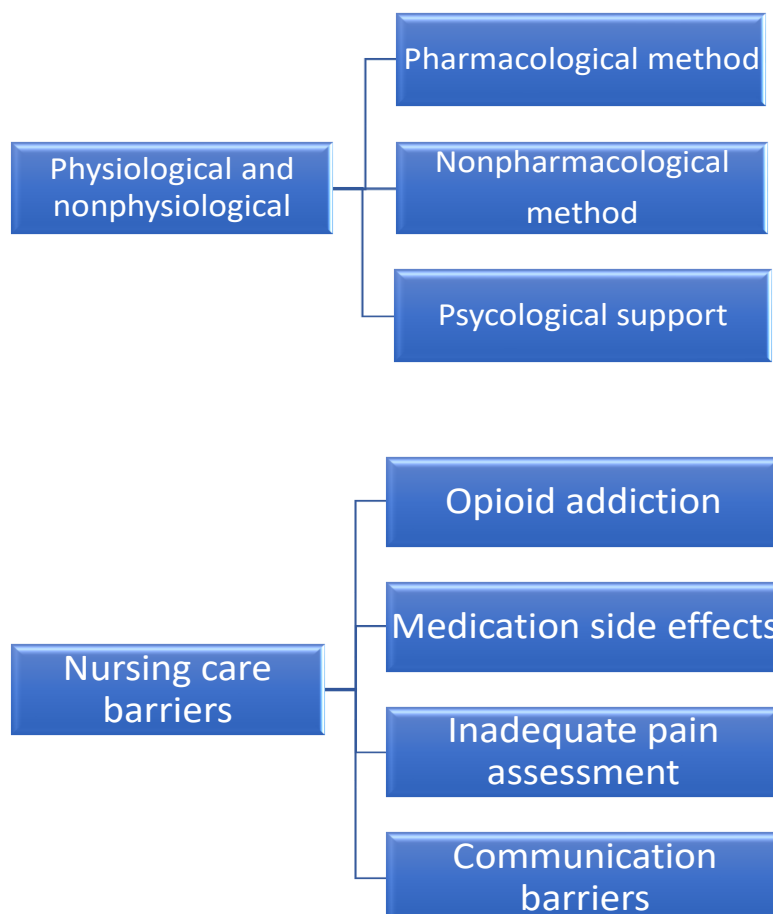 Pharmacological method
Physiological and
nonphysiological
Nonpharmacological
method
Psycological support
Opioid addiction
Medication side effects
Nursing care
barriers
Inadequate pain
assessment
Communication
barriers